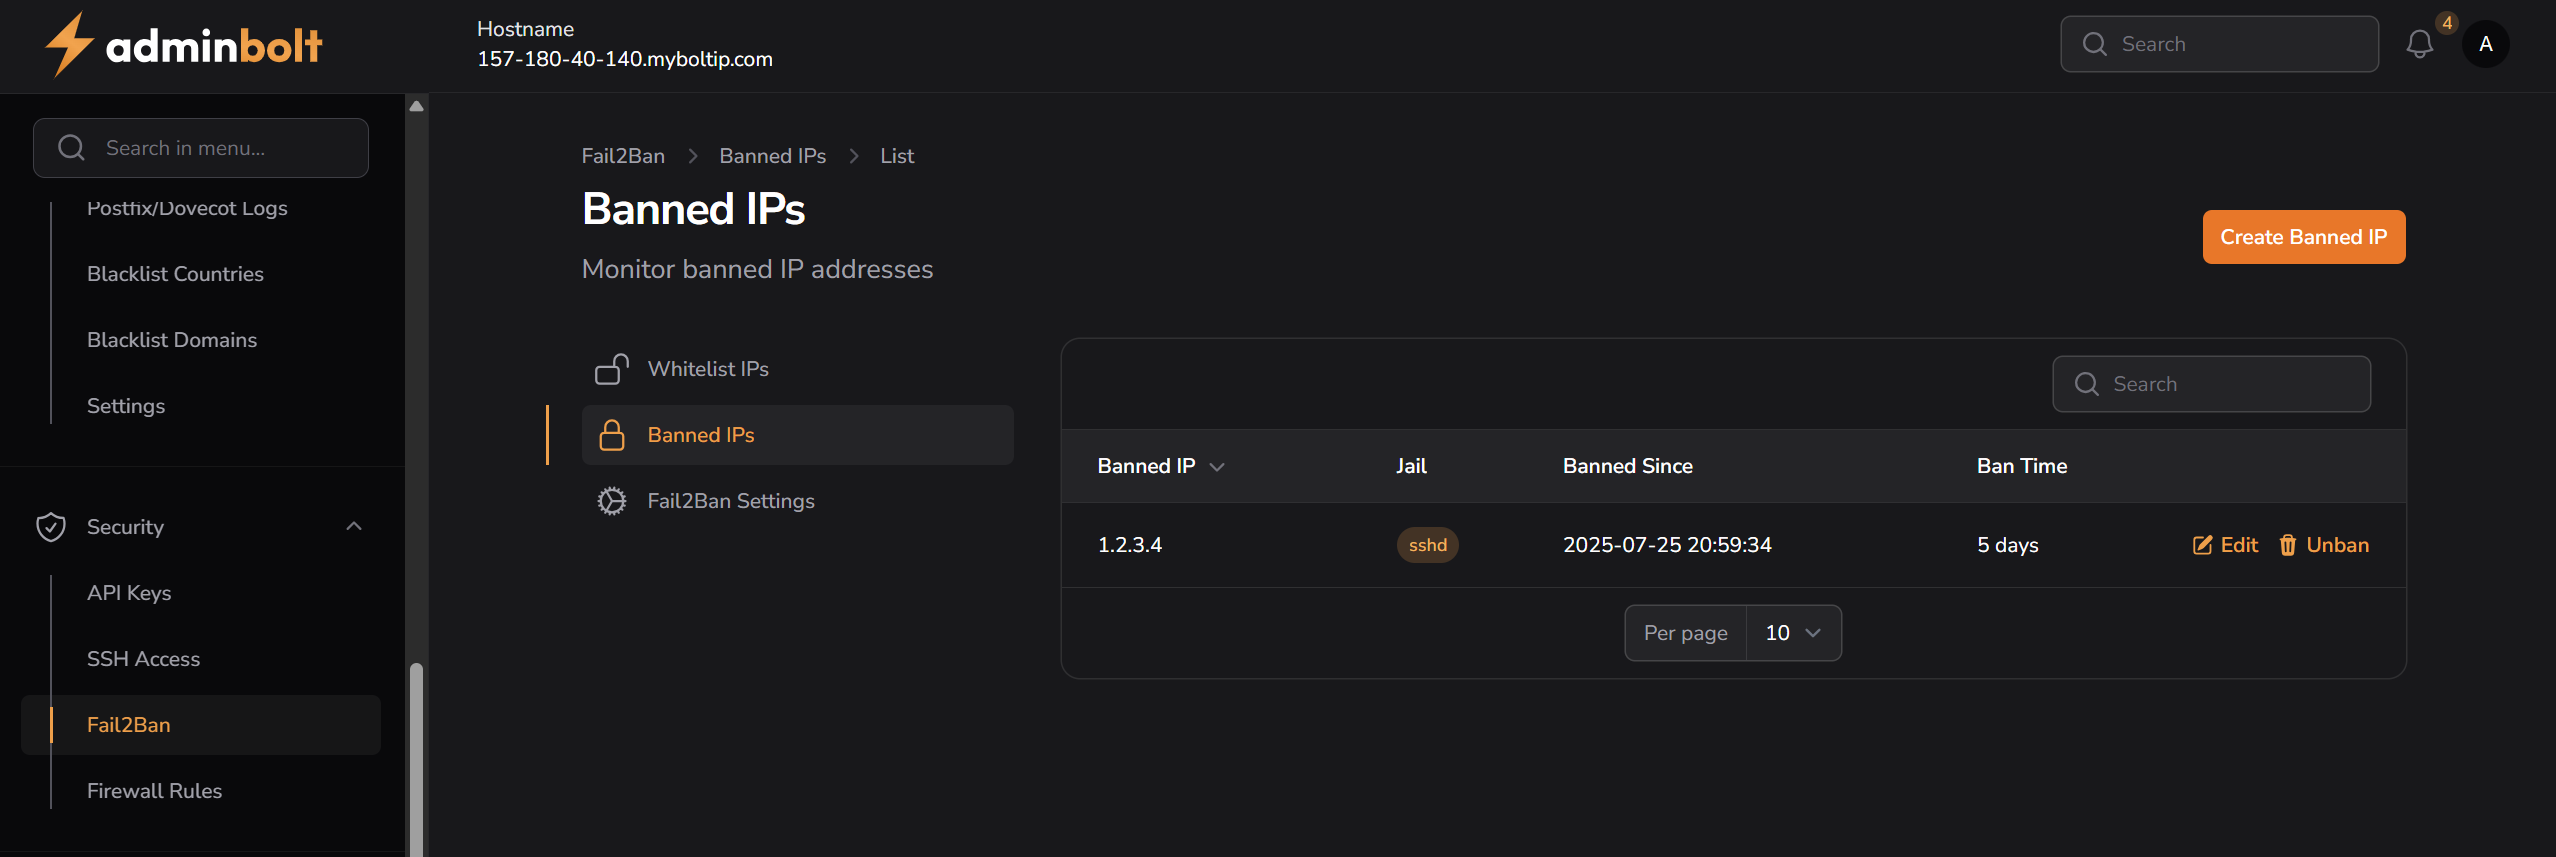 adminbolt
Hostname
157-180-40-140.myboltip.com
Search
4
A
Search in menu...
Postfix/Dovecot Logs
Blacklist Countries
Blacklist Domains
Settings
Security
API Keys
SSH Access
Fail2Ban
Firewall Rules
Fail2Ban > Banned IPs > List
Banned IPs
Monitor banned IP addresses
Create Banned IP
Whitelist IPs
Banned IPs
Fail2Ban Settings
Search
Banned IP Jail Banned Since Ban Time
1.2.3.4 sshd 2025-07-25 20:59:34 5 days Edit Unban
Per page 10